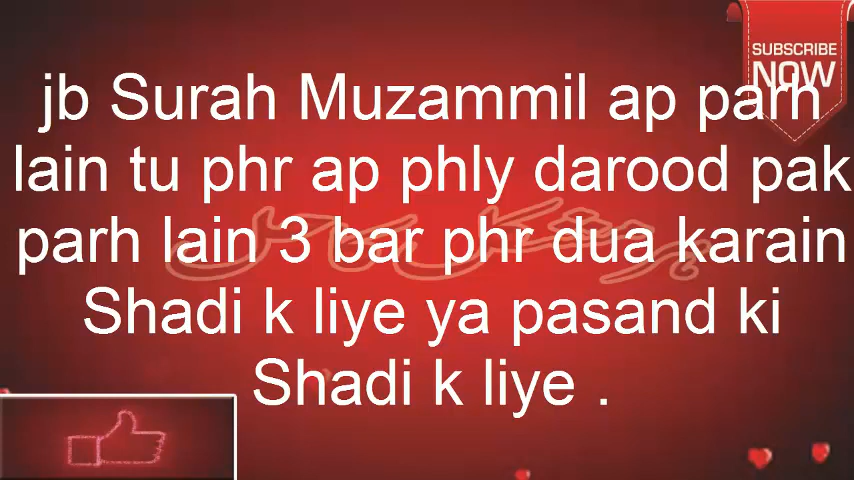 SUBSCRIBE
NOW
jb Surah Muzammil ap parh
lain tu phr ap phly darood pak
parh lain 3 bar phr dua karain
Shadi k liye ya pasand ki
Shadi k liye .